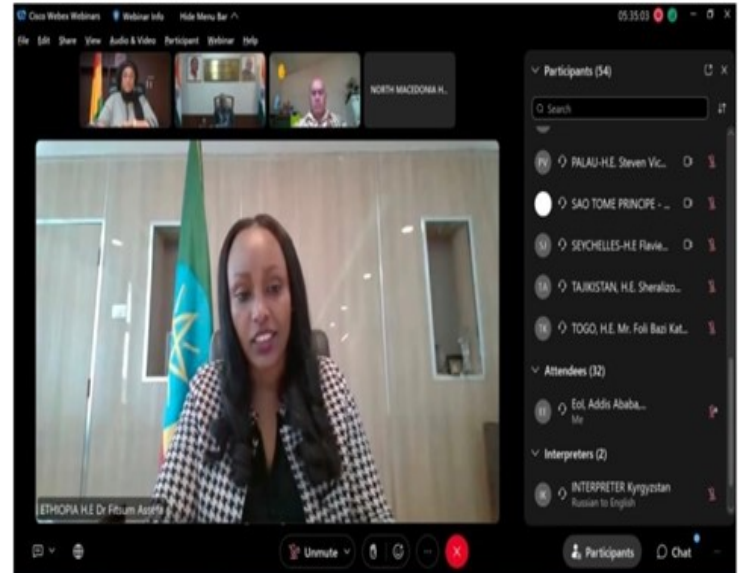 Cisco Webex Webinars Webinar Info Hide Menu Bar 05:35:03
File Edit Share View Audio & Video Participant Webinar Help
NORTH MACEDONIA H...
ETHIOPIA H.E Dr Fitsum Assefa
Participants (54)
Search
PV PALAU-H.E. Steven Vic...
SAO TOME PRINCIPE - ...
SJ SEYCHELLES-H.E Flavie...
TA TAJIKISTAN, H.E. Sheralizo...
TOGO, H.E. Mr. Foli Bazi Kat...
Attendees (32)
EoI, Addis Ababa,...
Me
Interpreters (2)
IK INTERPRETER Kyrgyzstan
Russian to English
Unmute
Participants Chat